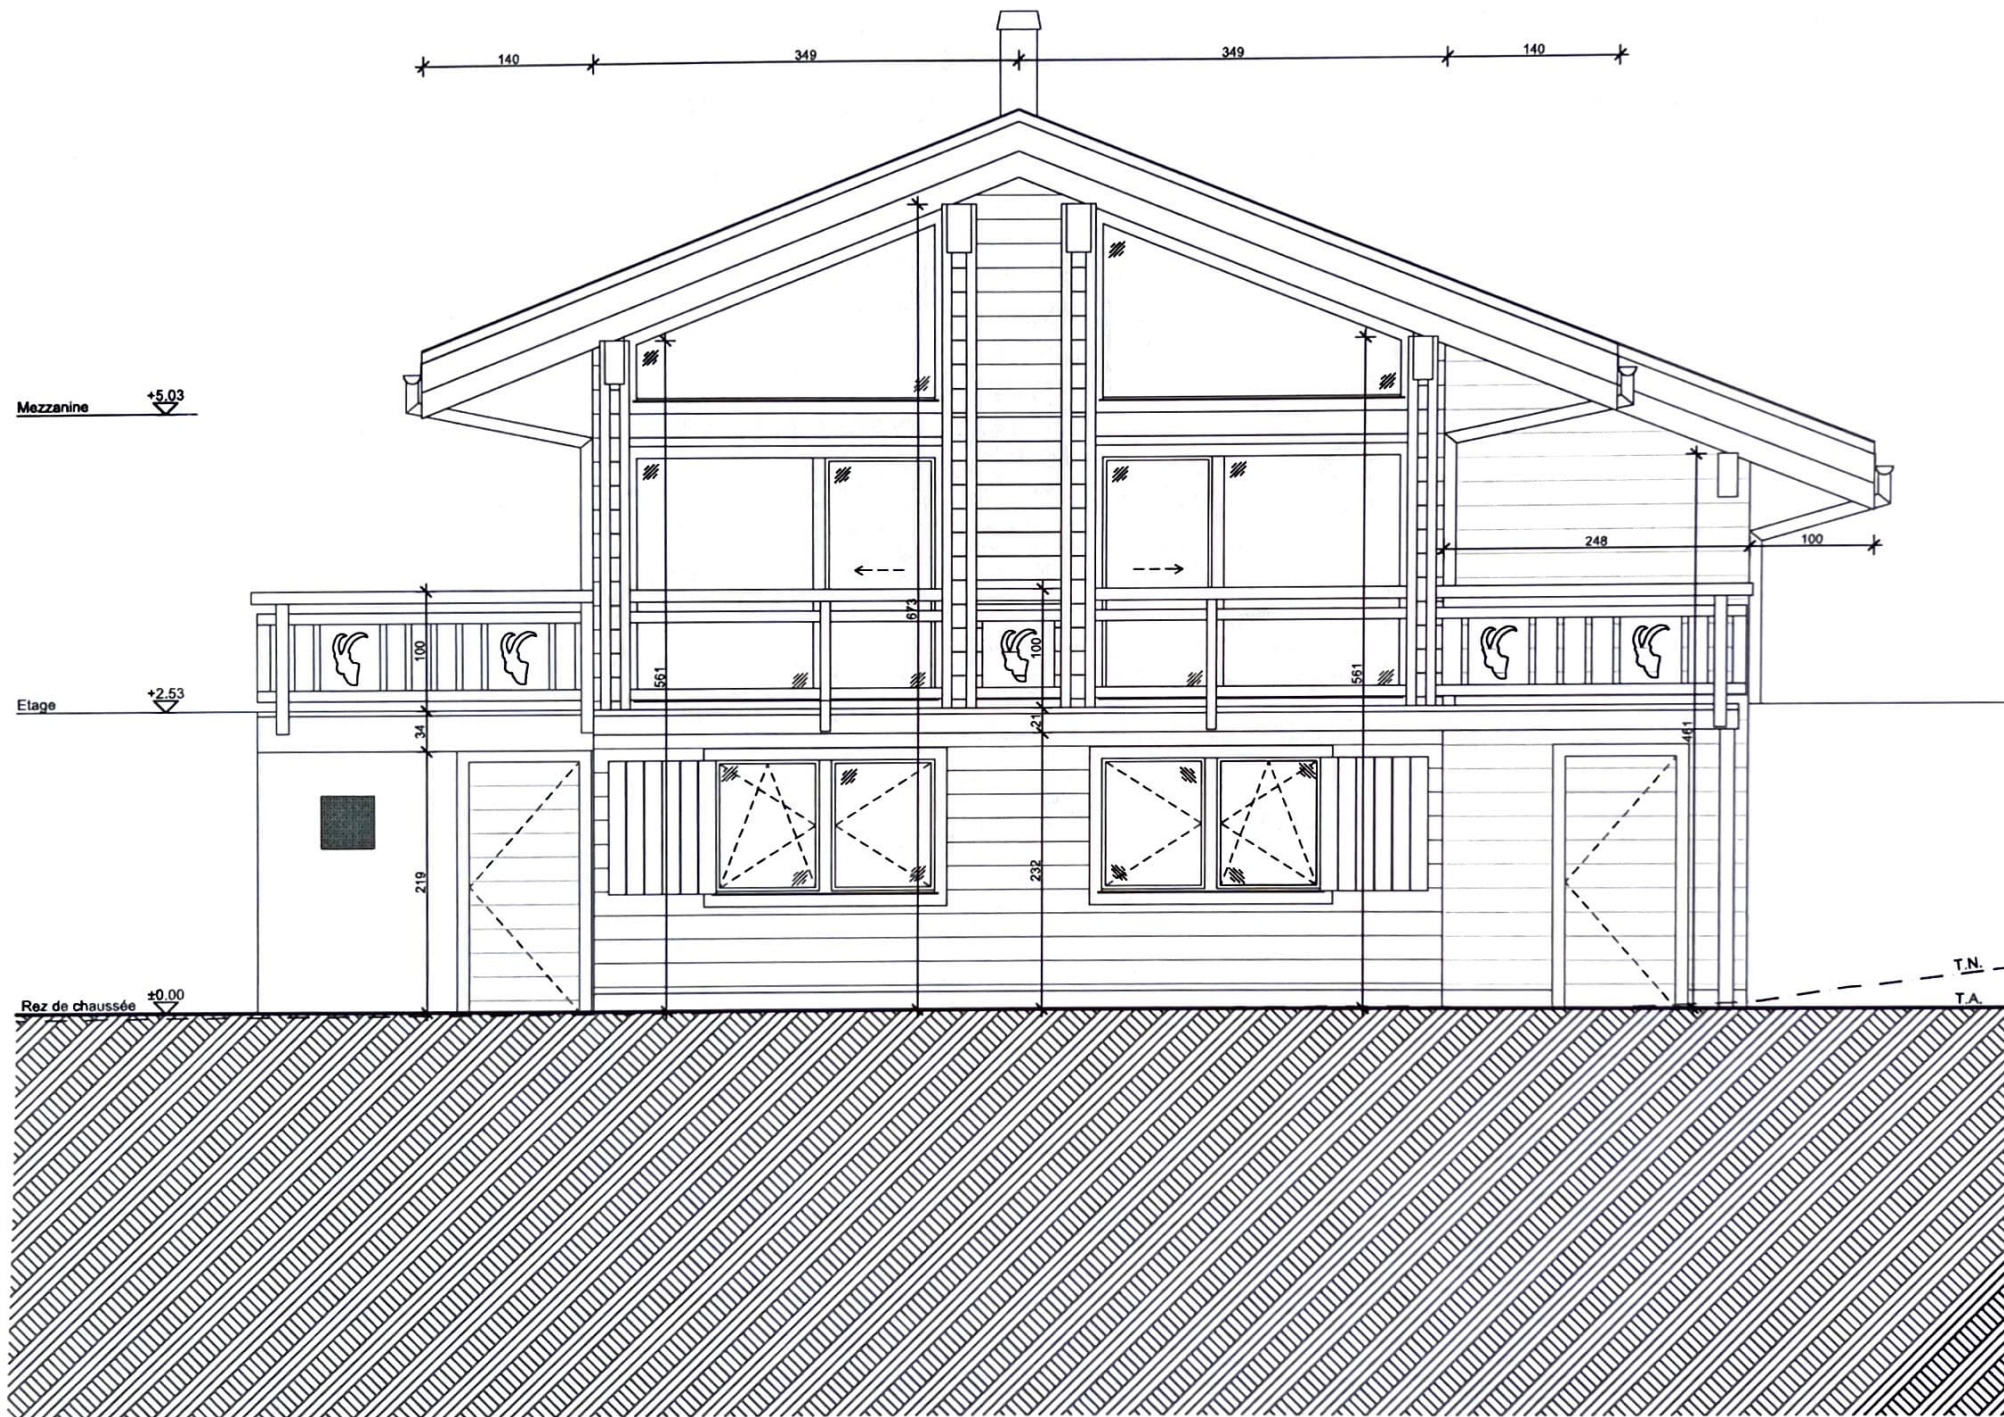 140 349 349 140
+5.03
Mezzanine
248 100
673
100 100
561 561
+2.53
Etage
34 21 461
219 232
±0.00
Rez de chaussée
T.N.
T.A.